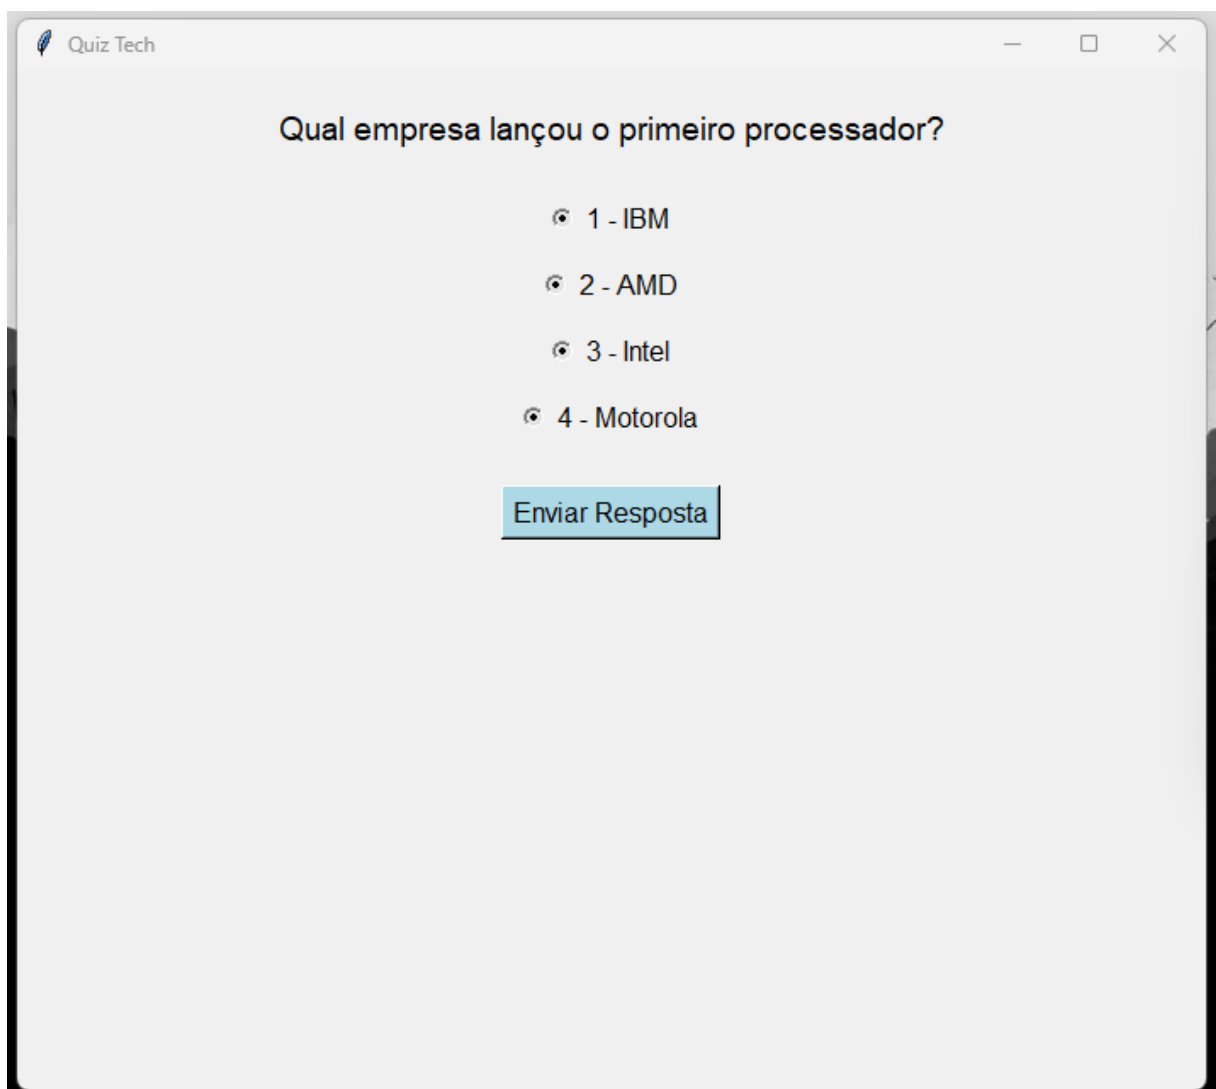 Quiz Tech
Qual empresa lançou o primeiro processador?
1 - IBM
2 - AMD
3 - Intel
4 - Motorola
Enviar Resposta